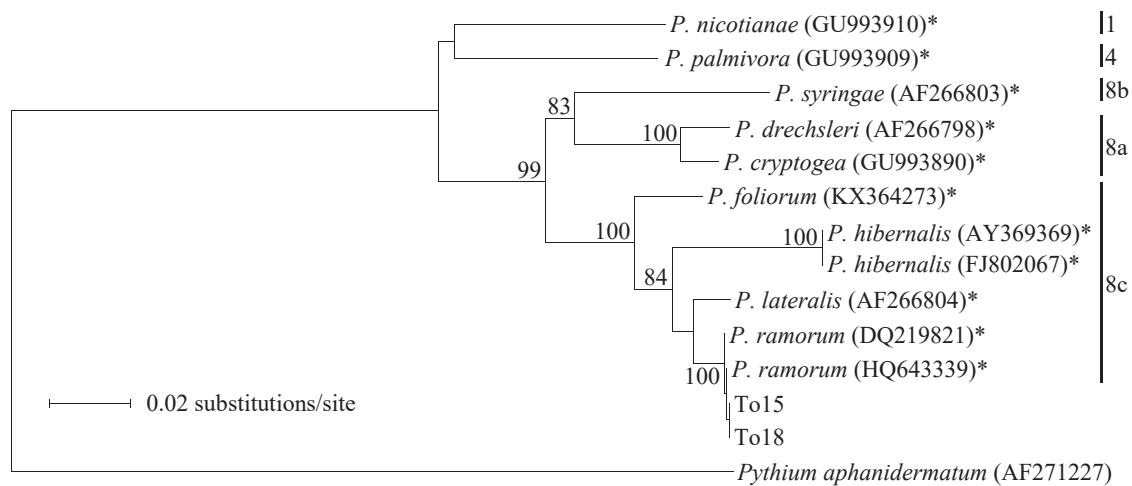 P. nicotianae (GU993910)* 1
P. palmivora (GU993909)* 4
P. syringae (AF266803)* 8b
83
P. drechsleri (AF266798)*
100
8a
P. cryptogea (GU993890)*
99
P. foliorum (KX364273)*
100
P. hibernalis (AY369369)*
100
P. hibernalis (FJ802067)*
84
8c
P. lateralis (AF266804)*
P. ramorum (DQ219821)*
P. ramorum (HQ643339)*
100
0.02 substitutions/site
To15
To18
Pythium aphanidermatum (AF271227)